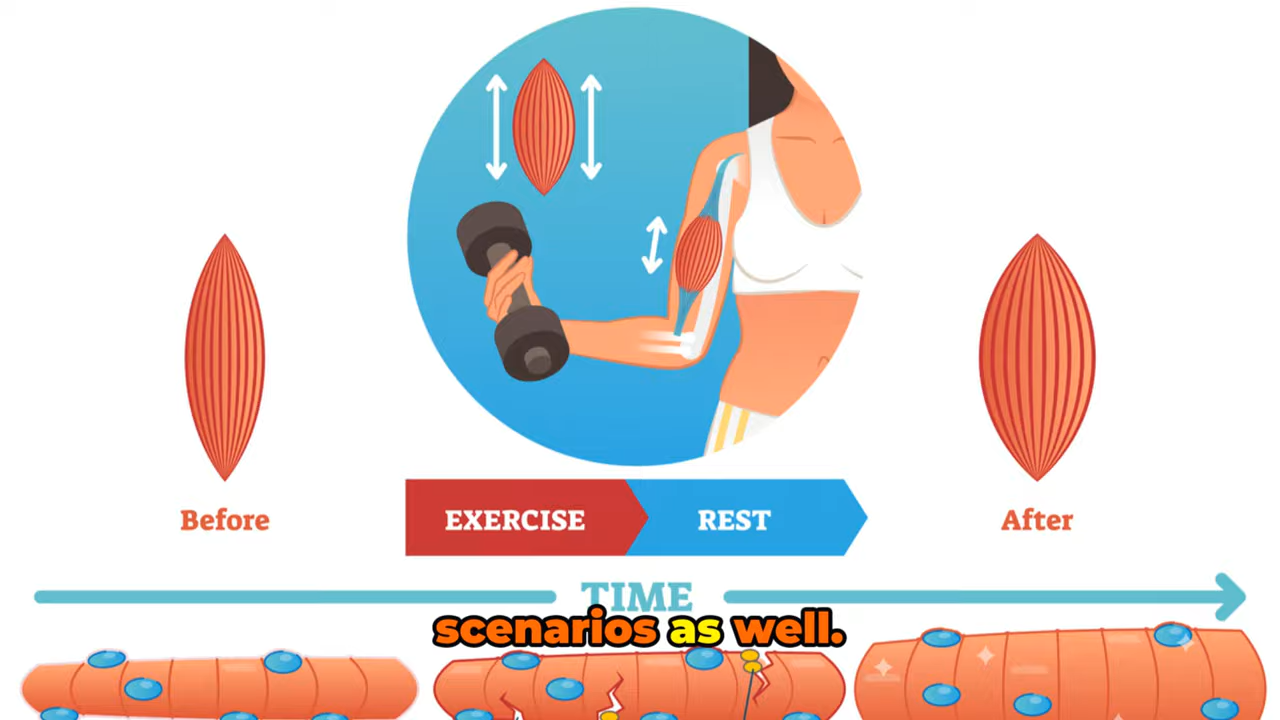 Before
EXERCISE
REST
After
TIME
scenarios as well.